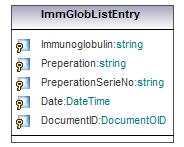 ImmGlobListEntry
Immunoglobulin:string
Preperation:string
PreperationSerieNo:string
Date:DateTime
DocumentID:DocumentOID